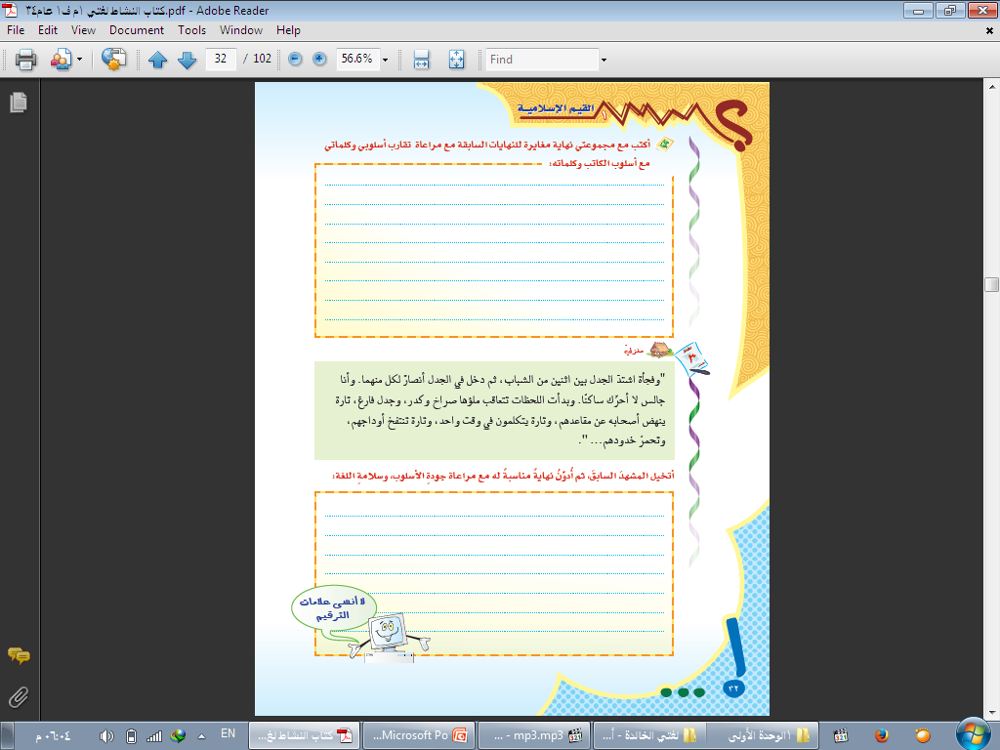 كتاب النشاط لغتي ١م ف١ عام٣٤.pdf - Adobe Reader
File Edit View Document Tools Window Help
32 / 102 56.6% Find
القيم الإسلامية
١
أكتب مع مجموعتي نهاية مغايرة للنهايات السابقة مع مراعاة تقارب أسلوبي وكلماتي
مع أسلوب الكاتب وكلماته:
منزلي
"وفجأة اشتدّ الجدل بين اثنين من الشباب، ثم دخل في الجدل أنصارٌ لكل منهما. وأنا
جالس لا أحرّك ساكنًا. وبدأت اللحظات تتعاقب ملؤها صراخ وكدر، وجدل فارغ، تارة
ينهض أصحابه عن مقاعدهم، وتارة يتكلمون في وقت واحد، وتارة تنتفخ أوداجهم،
وتحمرّ خدودهم... ".
أتخيل المشهدَ السابقَ، ثم أُدوِّنُ نهايةً مناسبةً له مع مراعاة جودةِ الأسلوب، وسلامةِ اللغة:
لا أنسى علامات
الترقيم
٣٢
٠٦:٠٤ م EN كتاب النشاط لغ... Microsoft Po... mp3.mp3 - ... لغتي الخالدة - أ... ١الوحدة الأولى